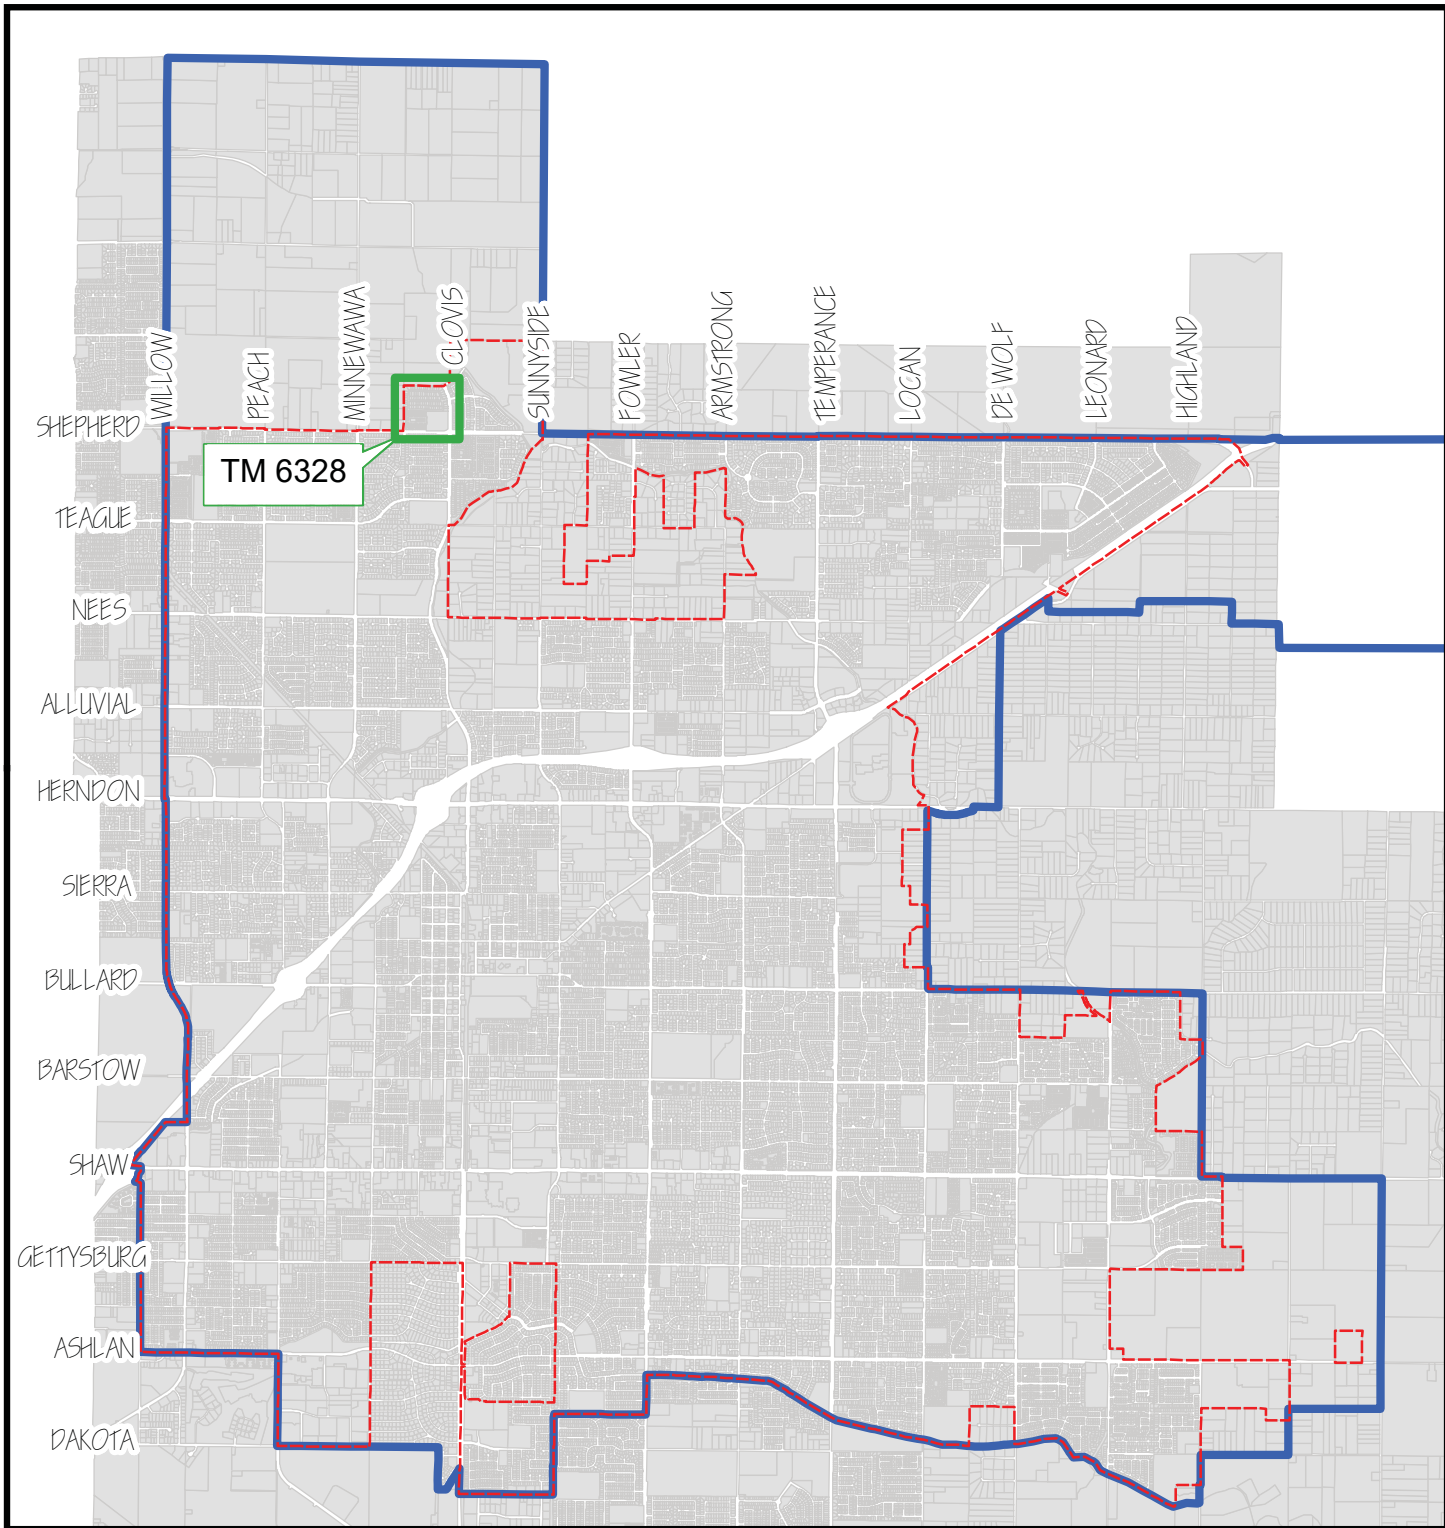 WILLOW
PEACH
MINNEWAWA
CLOVIS
SUNNYSIDE
FOWLER
ARMSTRONG
TEMPERANCE
LOCAN
DE WOLF
LEONARD
HIGHLAND
SHEPHERD
TM 6328
TEAGUE
NEES
ALLUVIAL
HERNDON
SIERRA
BULLARD
BARSTOW
SHAW
GETTYSBURG
ASHLAN
DAKOTA